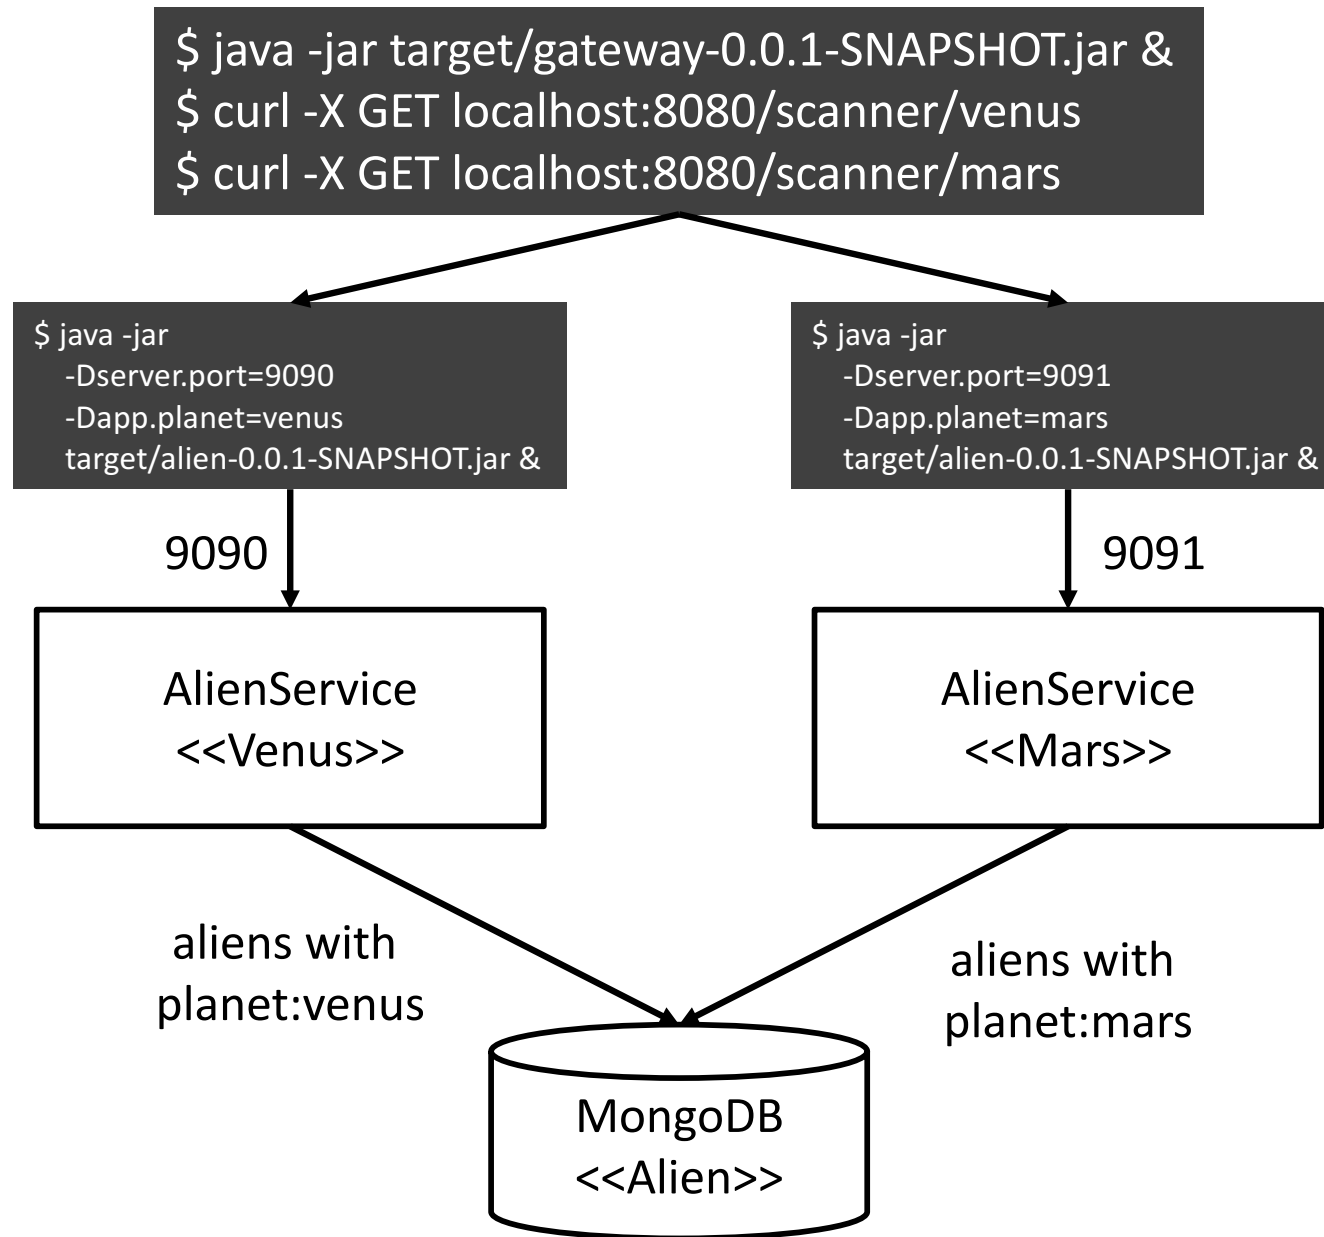 $ java -jar target/gateway-0.0.1-SNAPSHOT.jar &
$ curl -X GET localhost:8080/scanner/venus
$ curl -X GET localhost:8080/scanner/mars
$ java -jar
-Dserver.port=9090
-Dapp.planet=venus
target/alien-0.0.1-SNAPSHOT.jar &
$ java -jar
-Dserver.port=9091
-Dapp.planet=mars
target/alien-0.0.1-SNAPSHOT.jar &
9090
9091
AlienService
<<Venus>>
AlienService
<<Mars>>
aliens with
planet:venus
aliens with
planet:mars
MongoDB
<<Alien>>